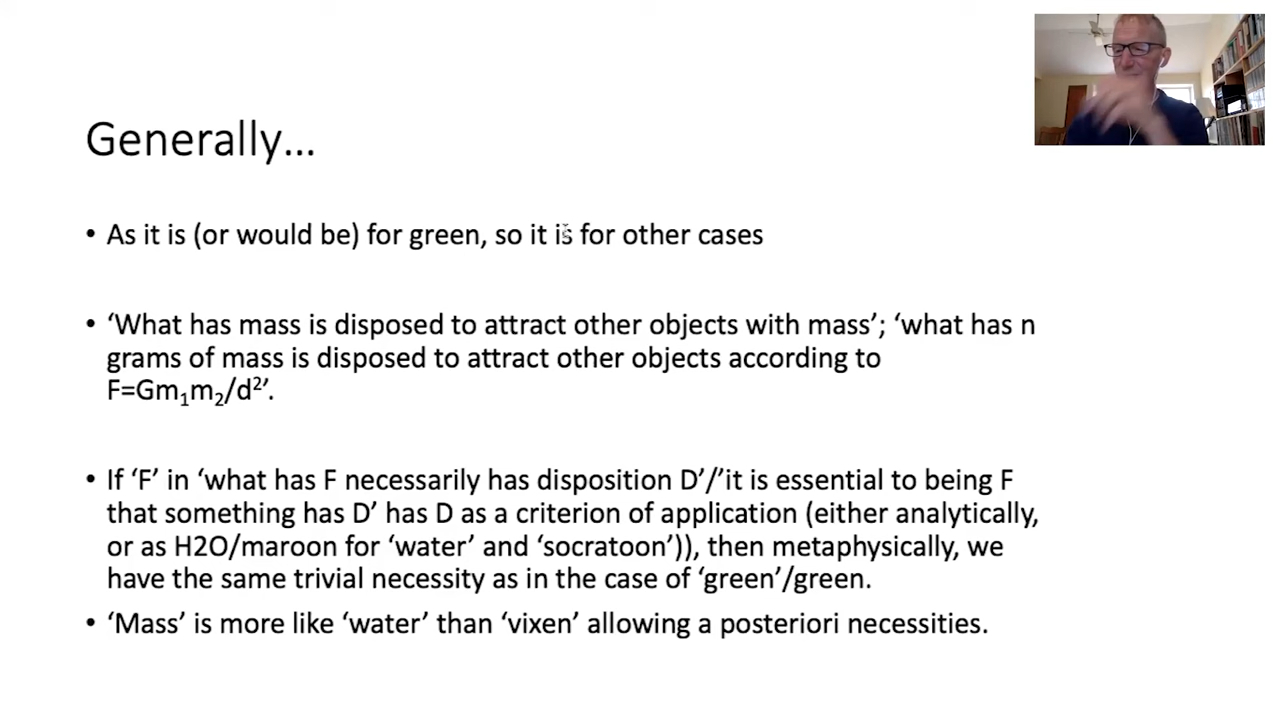 Generally...
• As it is (or would be) for green, so it is for other cases
• ‘What has mass is disposed to attract other objects with mass’; ‘what has n
grams of mass is disposed to attract other objects according to
F=Gm₁m₂/d²’.
• If ‘F’ in ‘what has F necessarily has disposition D’/’it is essential to being F
that something has D’ has D as a criterion of application (either analytically,
or as H2O/maroon for ‘water’ and ‘socratoon’)), then metaphysically, we
have the same trivial necessity as in the case of ‘green’/green.
• ‘Mass’ is more like ‘water’ than ‘vixen’ allowing a posteriori necessities.